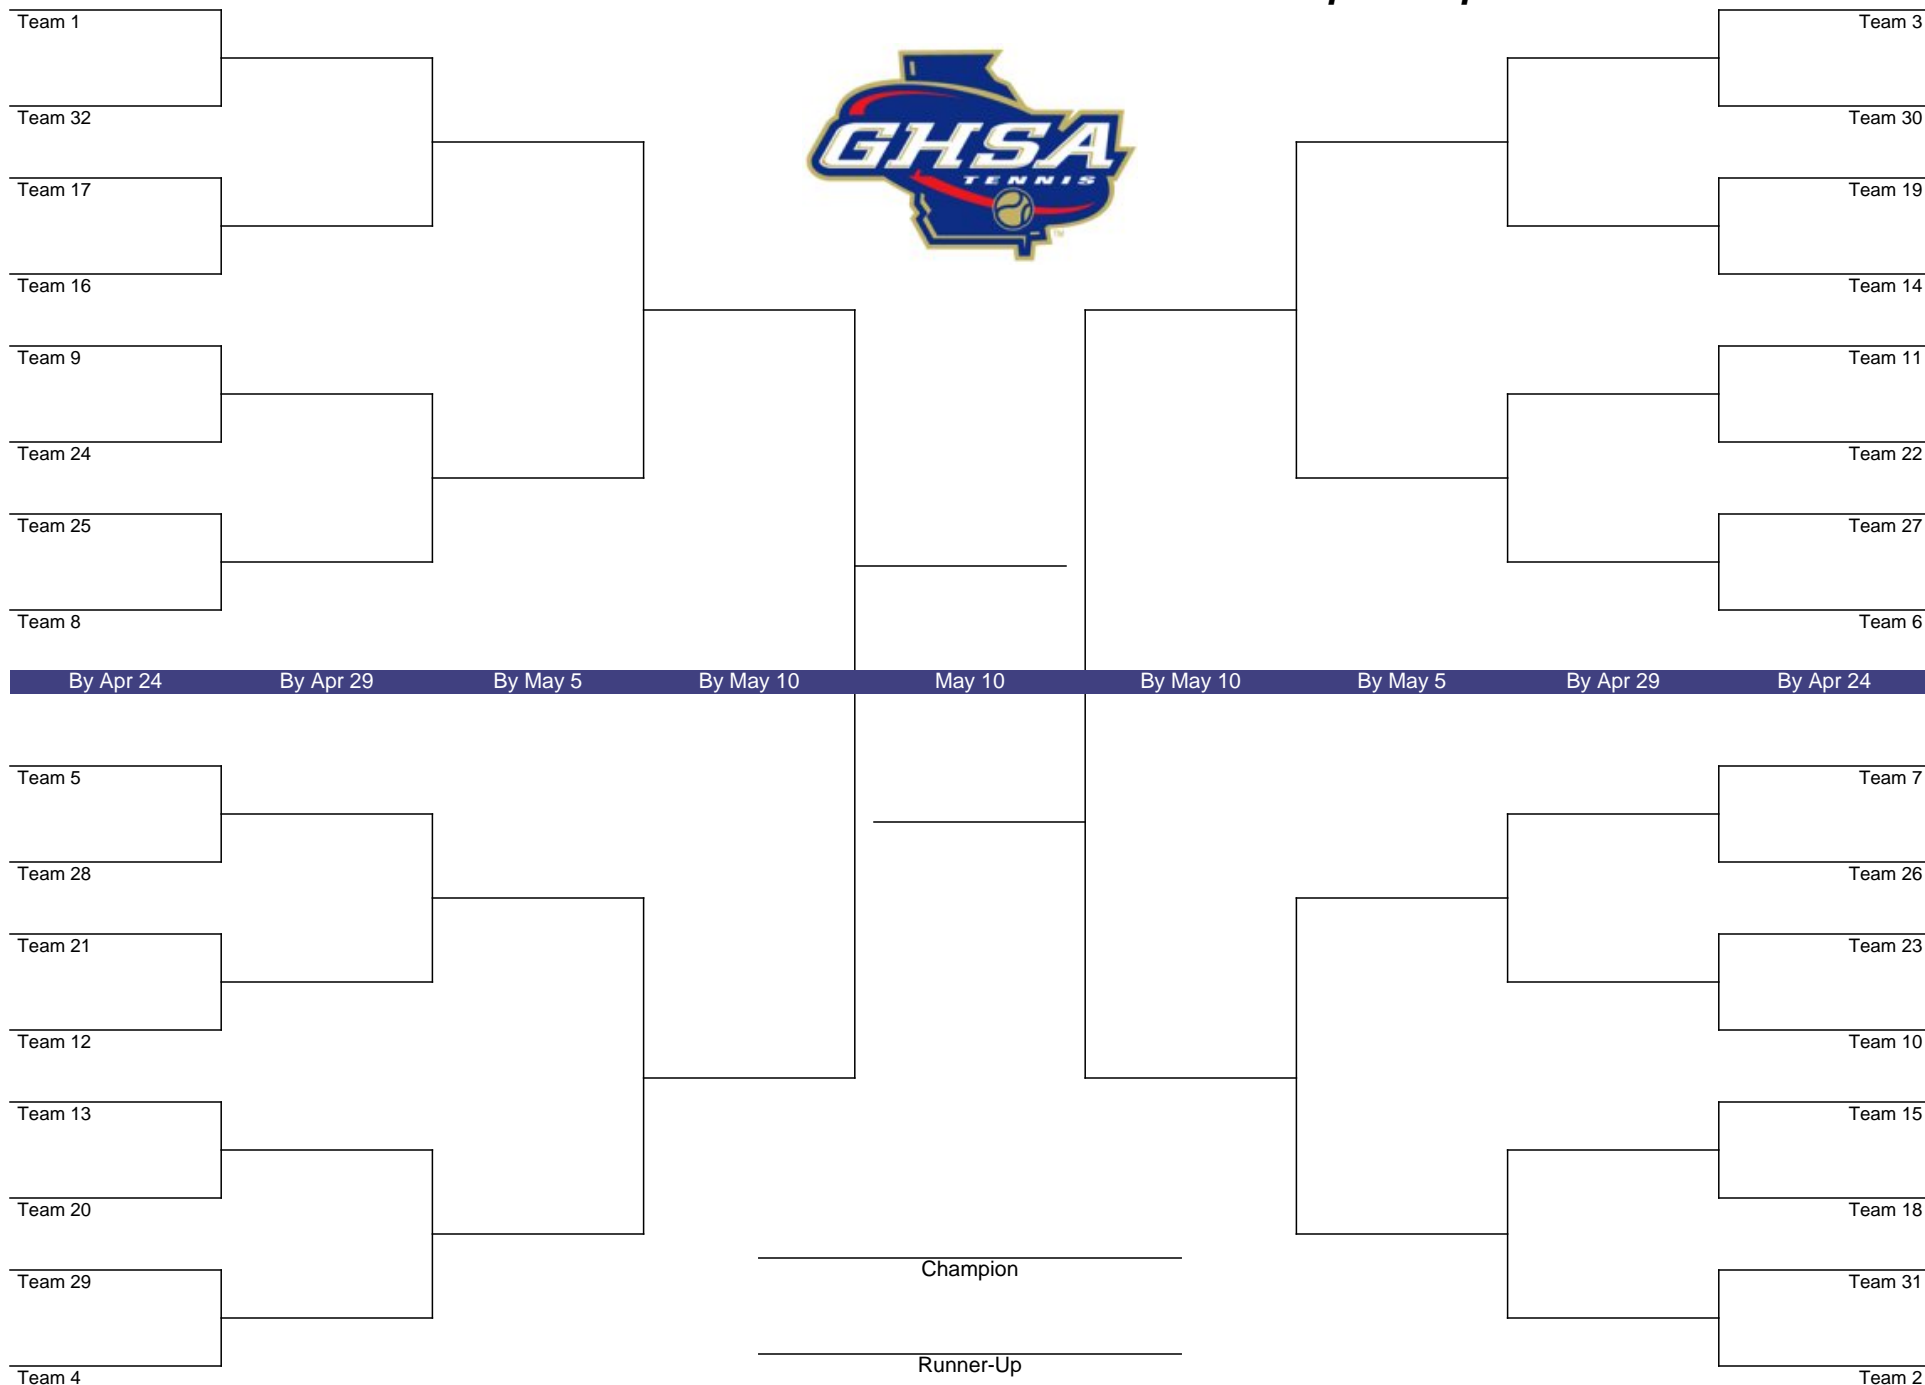 Team 1
Team 32
Team 17
Team 16
Team 9
Team 24
Team 25
Team 8
GHSA
TENNIS
TM
Team 3
Team 30
Team 19
Team 14
Team 11
Team 22
Team 27
Team 6
By Apr 24 By Apr 29 By May 5 By May 10 May 10 By May 10 By May 5 By Apr 29 By Apr 24
Team 5
Team 28
Team 21
Team 12
Team 13
Team 20
Team 29
Team 4
Champion
Runner-Up
Team 7
Team 26
Team 23
Team 10
Team 15
Team 18
Team 31
Team 2